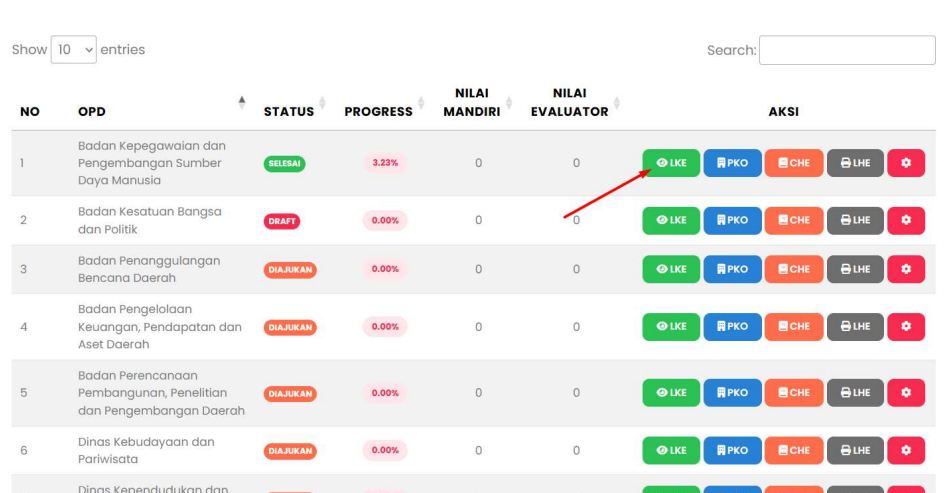 Show 10 entries
Search:
NO OPD STATUS PROGRESS NILAI MANDIRI NILAI EVALUATOR AKSI
Badan Kepegawaian dan
1 Pengembangan Sumber SELESAI 3.23% 0 0 LKE PKO CHE LHE
Daya Manusia
2 Badan Kesatuan Bangsa DRAFT 0.00% 0 0 LKE PKO CHE LHE
dan Politik
3 Badan Penanggulangan DIAJUKAN 0.00% 0 0 LKE PKO CHE LHE
Bencana Daerah
Badan Pengelolaan
4 Keuangan, Pendapatan dan DIAJUKAN 0.00% 0 0 LKE PKO CHE LHE
Aset Daerah
Badan Perencanaan
5 Pembangunan, Penelitian DIAJUKAN 0.00% 0 0 LKE PKO CHE LHE
dan Pengembangan Daerah
6 Dinas Kebudayaan dan DIAJUKAN 0.00% 0 0 LKE PKO CHE LHE
Pariwisata
Dinas Kependudukan dan